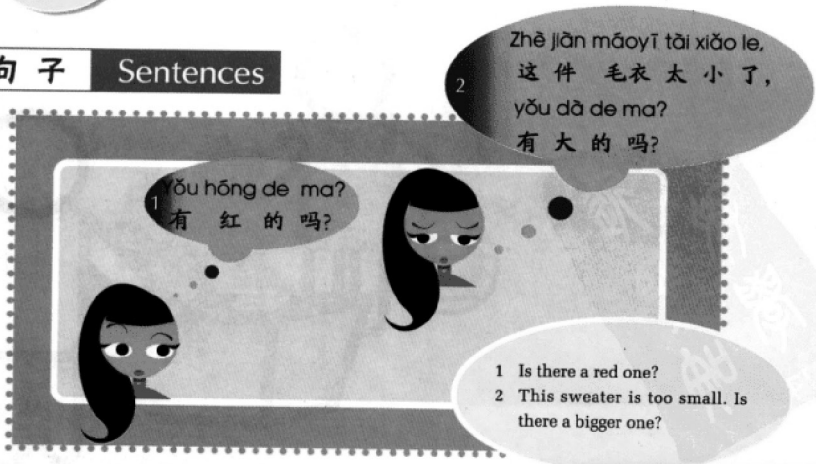 句 子 Sentences
1
Yǒu hóng de ma?
有 红 的 吗?
2
Zhè jiàn máoyī tài xiǎo le,
这 件 毛衣 太 小 了,
yǒu dà de ma?
有 大 的 吗?
1 Is there a red one?
2 This sweater is too small. Is
there a bigger one?